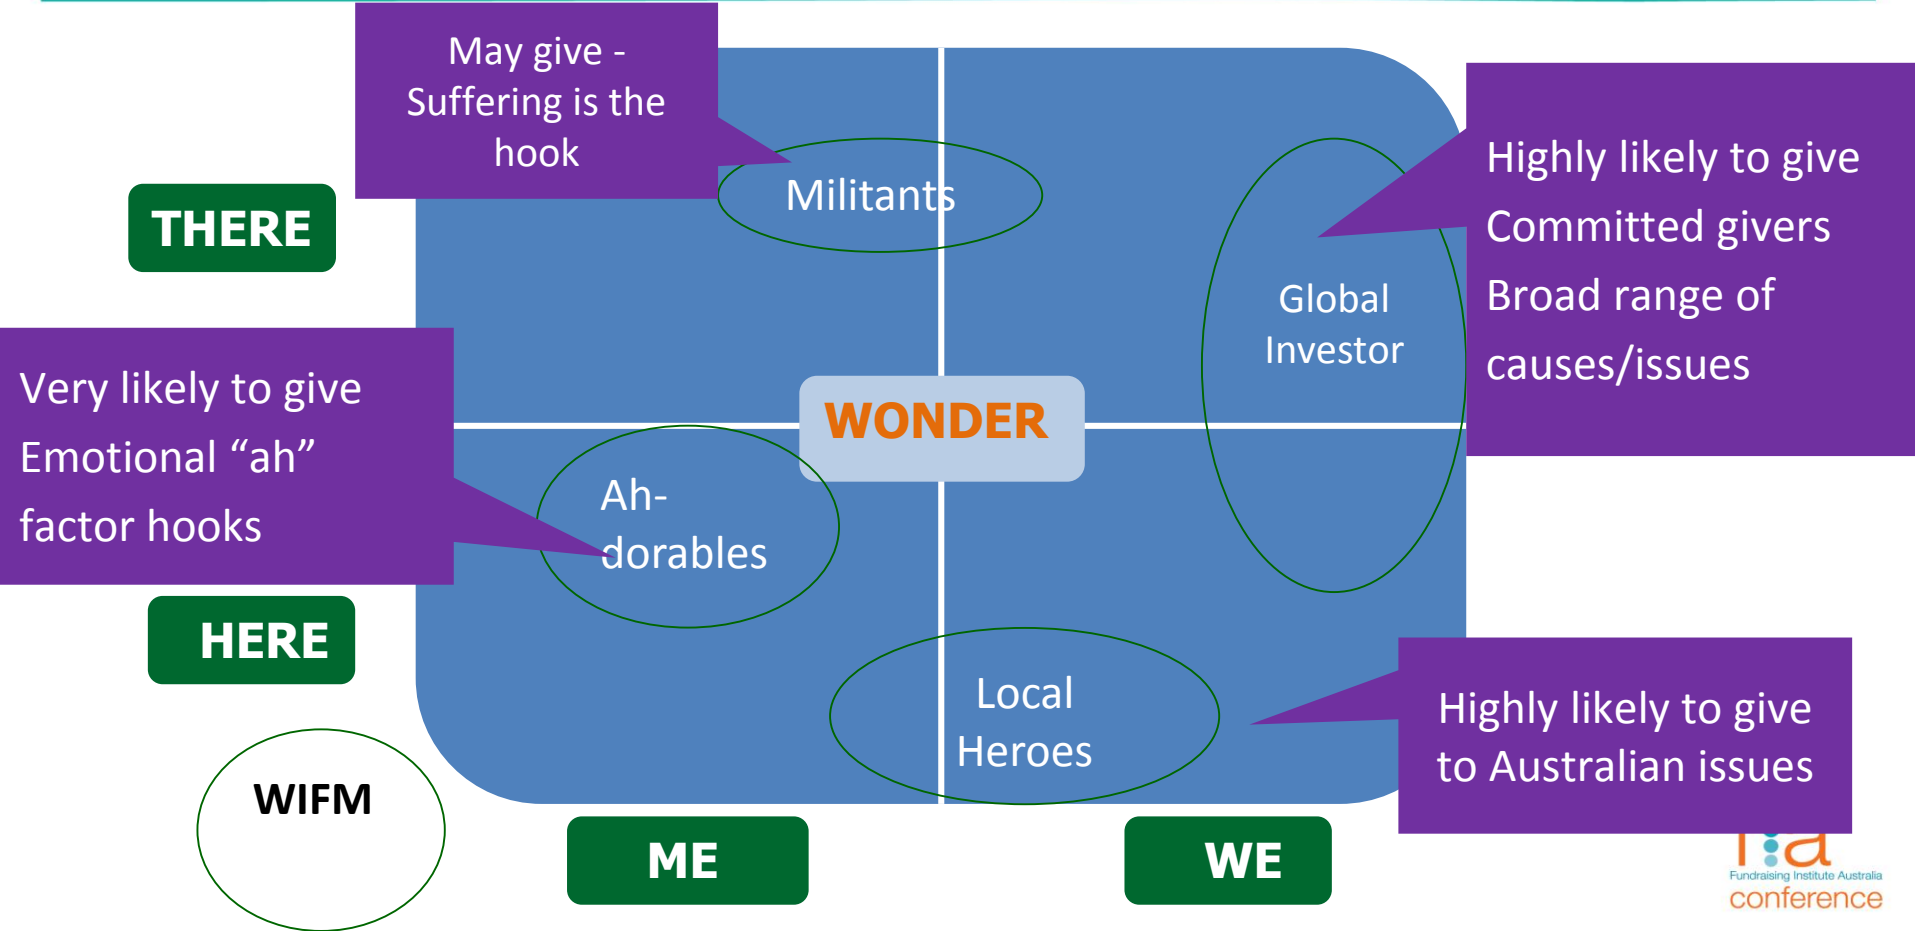 May give -
Suffering is the
hook
Highly likely to give
Committed givers
Broad range of
causes/issues
THERE
Militants
Global
Investor
Very likely to give
Emotional “ah”
factor hooks
WONDER
Ah-
dorables
HERE
Local
Heroes
Highly likely to give
to Australian issues
WIFM
ME
WE
Fundraising Institute Australia
conference